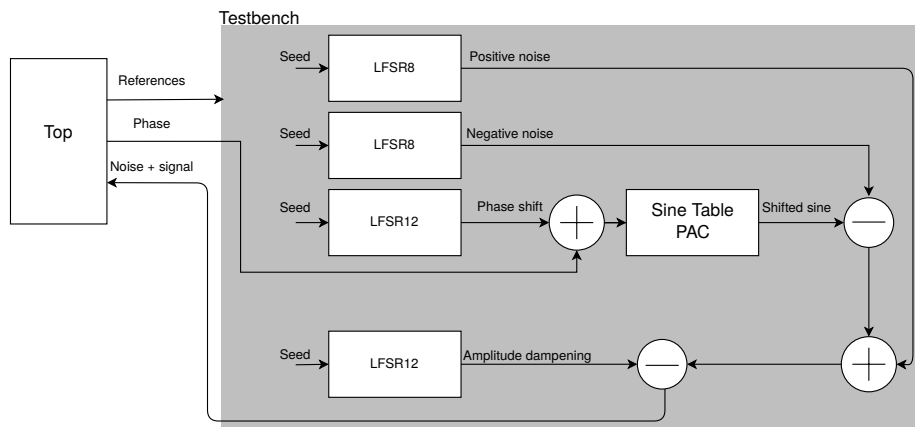 Testbench
Seed
LFSR8
Positive noise
References
Top
Phase
Seed
LFSR8
Negative noise
Noise + signal
Seed
LFSR12
Phase shift
Sine Table
PAC
Shifted sine
Seed
LFSR12
Amplitude dampening